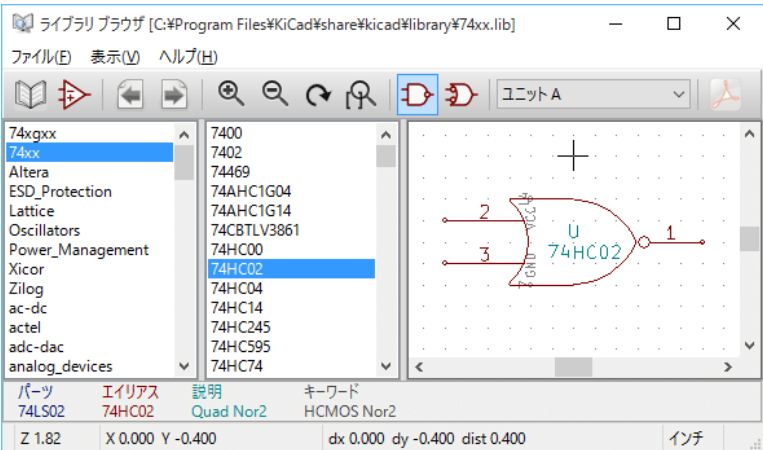 ライブラリ ブラウザ [C:¥Program Files¥KiCad¥share¥kicad¥library¥74xx.lib]
ファイル(F) 表示(V) ヘルプ(H)
ユニット A
74xgxx
74xx
Altera
ESD_Protection
Lattice
Oscillators
Power_Management
Xicor
Zilog
ac-dc
actel
adc-dac
analog_devices
7400
7402
74469
74AHC1G04
74AHC1G14
74CBTLV3861
74HC00
74HC02
74HC04
74HC14
74HC245
74HC595
74HC74
2
3
14
VCC
7
GND
U
74HC02
1
パーツ エイリアス 説明 キーワード
74LS02 74HC02 Quad Nor2 HCMOS Nor2
Z 1.82 X 0.000 Y -0.400 dx 0.000 dy -0.400 dist 0.400 インチ